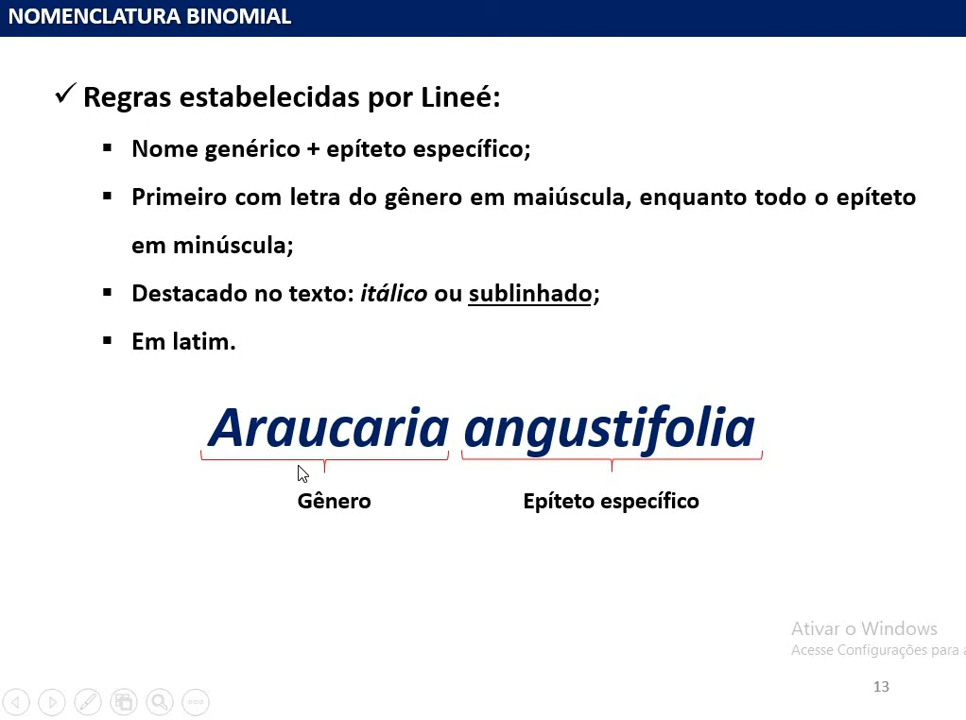 NOMENCLATURA BINOMIAL
✓ Regras estabelecidas por Lineé:
▪ Nome genérico + epíteto específico;
▪ Primeiro com letra do gênero em maiúscula, enquanto todo o epíteto
em minúscula;
▪ Destacado no texto: itálico ou sublinhado;
▪ Em latim.
Araucaria angustifolia
Gênero Epíteto específico
Ativar o Windows
Acesse Configurações para a
13